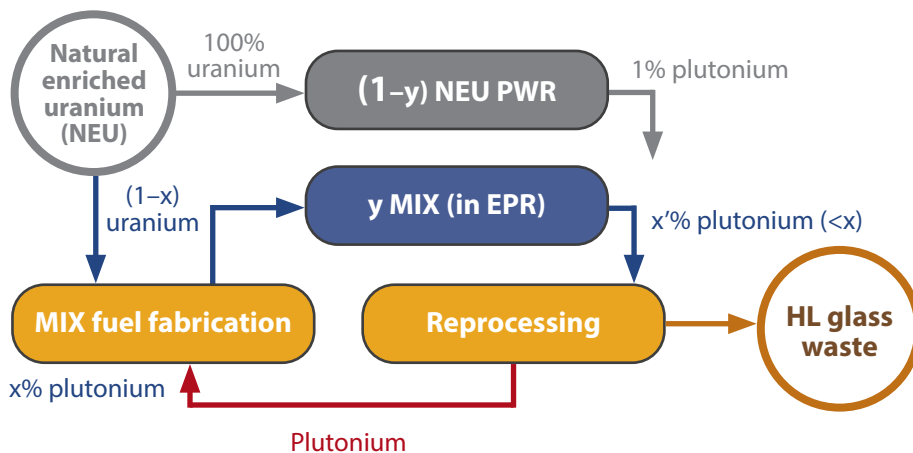 Natural
enriched
uranium
(NEU)
100%
uranium
(1–y) NEU PWR
1% plutonium
(1–x)
uranium
y MIX (in EPR)
x’% plutonium (<x)
MIX fuel fabrication
Reprocessing
HL glass
waste
x% plutonium
Plutonium